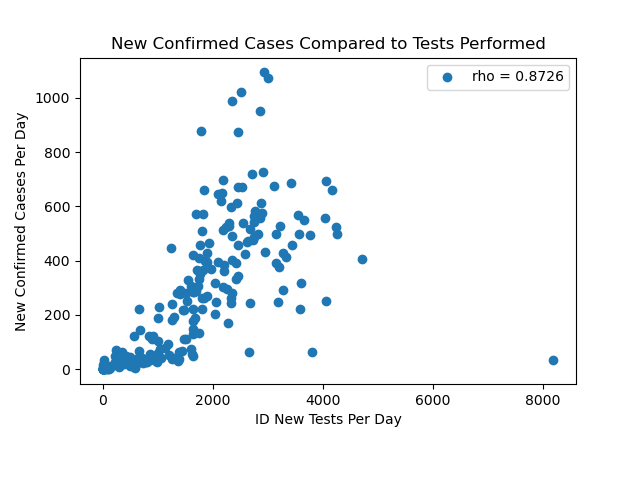 New Confirmed Cases Compared to Tests Performed
rho = 0.8726
1000
800
600
400
200
0
New Confirmed Caeses Per Day
0 2000 4000 6000 8000
ID New Tests Per Day